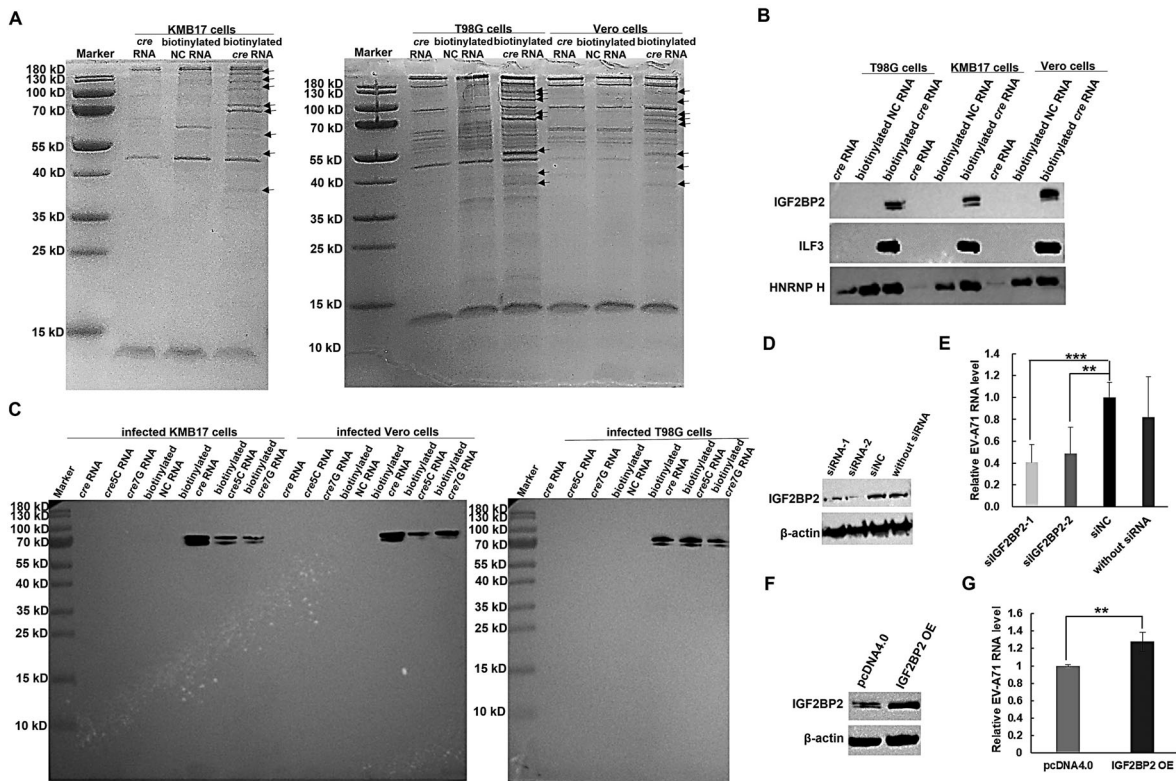 A
KMB17 cells
Marker
cre RNA
biotinylated NC RNA
biotinylated cre RNA
180 kD
130 kD
100 kD
70 kD
55 kD
40 kD
35 kD
25 kD
15 kD
T98G cells
Vero cells
Marker
cre RNA
biotinylated NC RNA
biotinylated cre RNA
cre RNA
biotinylated NC RNA
biotinylated cre RNA
180 kD
130 kD
100 kD
70 kD
55 kD
40 kD
35 kD
25 kD
15 kD
10 kD
B
T98G cells
KMB17 cells
Vero cells
cre RNA
biotinylated NC RNA
biotinylated cre RNA
cre RNA
biotinylated NC RNA
biotinylated cre RNA
cre RNA
biotinylated NC RNA
biotinylated cre RNA
IGF2BP2
ILF3
HNRNP H
C
infected KMB17 cells
infected Vero cells
Marker
cre RNA
cre5C RNA
cre7G RNA
biotinylated NC RNA
biotinylated cre RNA
biotinylated cre5C RNA
biotinylated cre7G RNA
cre RNA
cre5C RNA
cre7G RNA
biotinylated NC RNA
biotinylated cre RNA
biotinylated cre5C RNA
biotinylated cre7G RNA
180 kD
130 kD
100 kD
70 kD
55 kD
40 kD
35 kD
25 kD
15 kD
10 kD
infected T98G cells
Marker
cre RNA
cre5C RNA
cre7G RNA
biotinylated NC RNA
biotinylated cre RNA
biotinylated cre5C RNA
biotinylated cre7G RNA
180 kD
130 kD
100 kD
70 kD
55 kD
40 kD
35 kD
25 kD
15 kD
10 kD
D
siRNA-1
siRNA-2
siNC
without siRNA
IGF2BP2
β-actin
E
Relative EV-A71 RNA level
1.4
1.2
1.0
0.8
0.6
0.4
0.2
0
***
**
siIGF2BP2-1
siIGF2BP2-2
siNC
without siRNA
F
pcDNA4.0
IGF2BP2 OE
IGF2BP2
β-actin
G
Relative EV-A71 RNA level
1.6
1.4
1.2
1
0.8
0.6
0.4
0.2
0
**
pcDNA4.0
IGF2BP2 OE